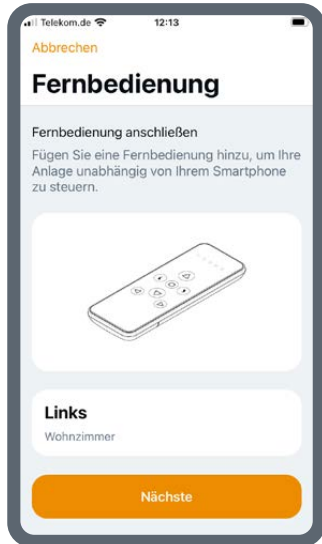 Telekom.de 12:13
Abbrechen
Fernbedienung
Fernbedienung anschließen
Fügen Sie eine Fernbedienung hinzu, um Ihre
Anlage unabhängig von Ihrem Smartphone
zu steuern.
Links
Wohnzimmer
Nächste